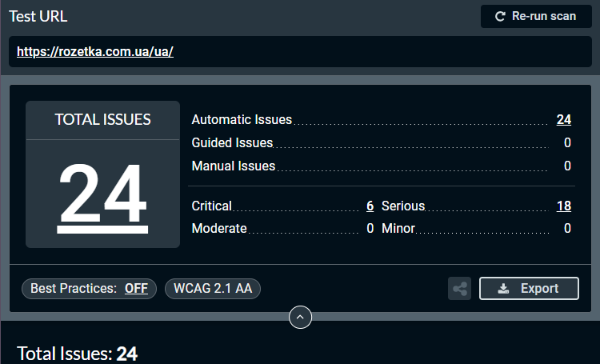 Test URL
Re-run scan
https://rozetka.com.ua/ua/
TOTAL ISSUES
24
Automatic Issues 24
Guided Issues 0
Manual Issues 0
Critical 6 Serious 18
Moderate 0 Minor 0
Best Practices: OFF WCAG 2.1 AA Export
Total Issues: 24